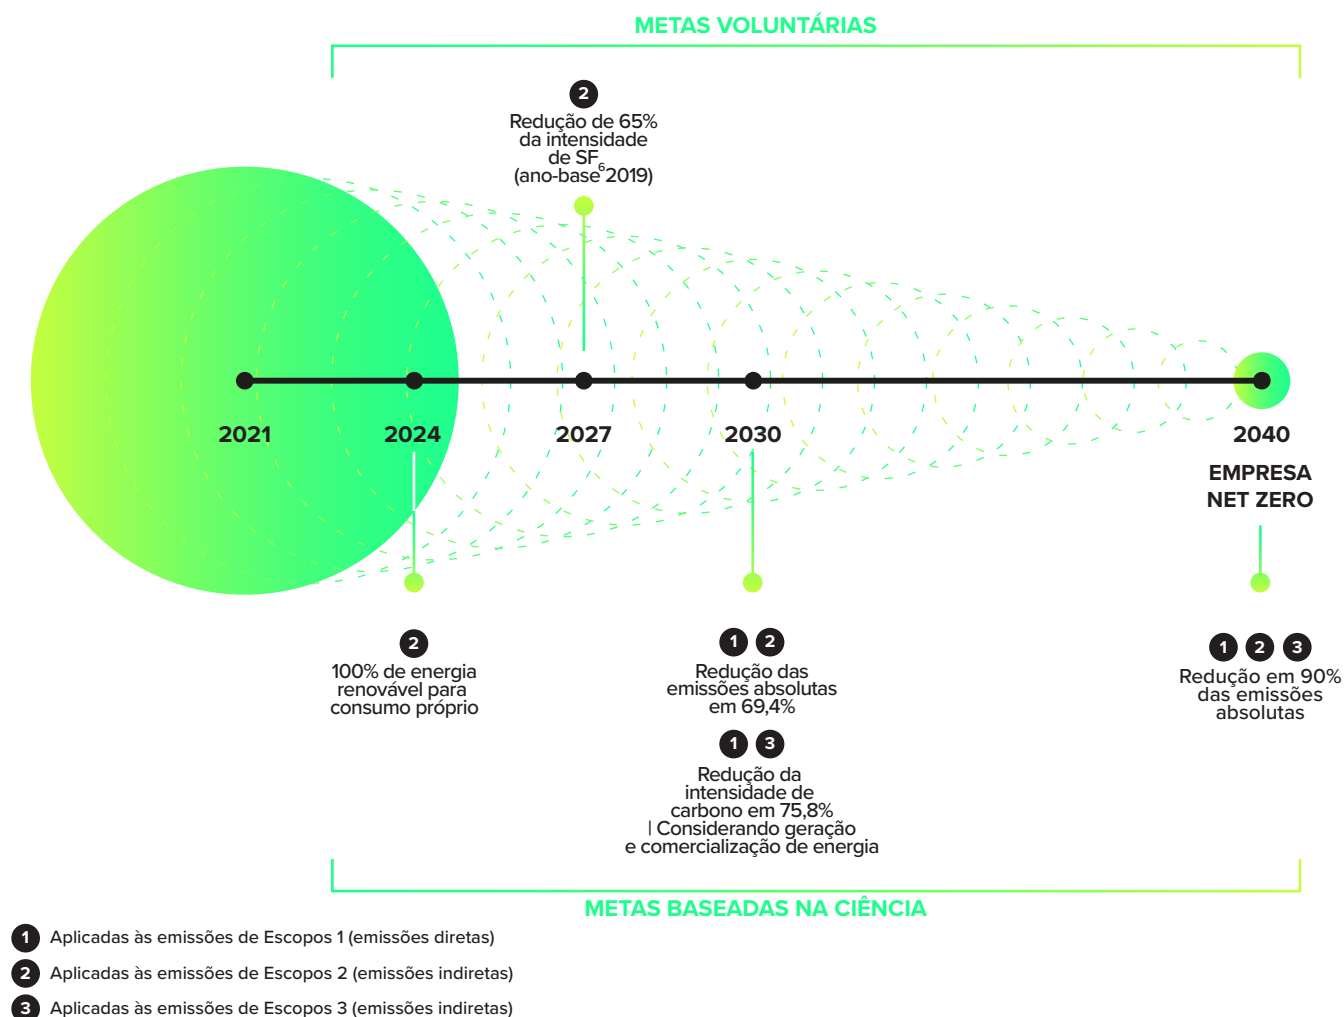 METAS VOLUNTÁRIAS
2
Redução de 65%
da intensidade
de SF6
(ano-base 2019)
2021
2024
2027
2030
2040
EMPRESA
NET ZERO
2
100% de energia
renovável para
consumo próprio
1 2
Redução das
emissões absolutas
em 69,4%
1 3
Redução da
intensidade de
carbono em 75,8%
| Considerando geração
e comercialização de energia
1 2 3
Redução em 90%
das emissões
absolutas
METAS BASEADAS NA CIÊNCIA
1 Aplicadas às emissões de Escopos 1 (emissões diretas)
2 Aplicadas às emissões de Escopos 2 (emissões indiretas)
3 Aplicadas às emissões de Escopos 3 (emissões indiretas)